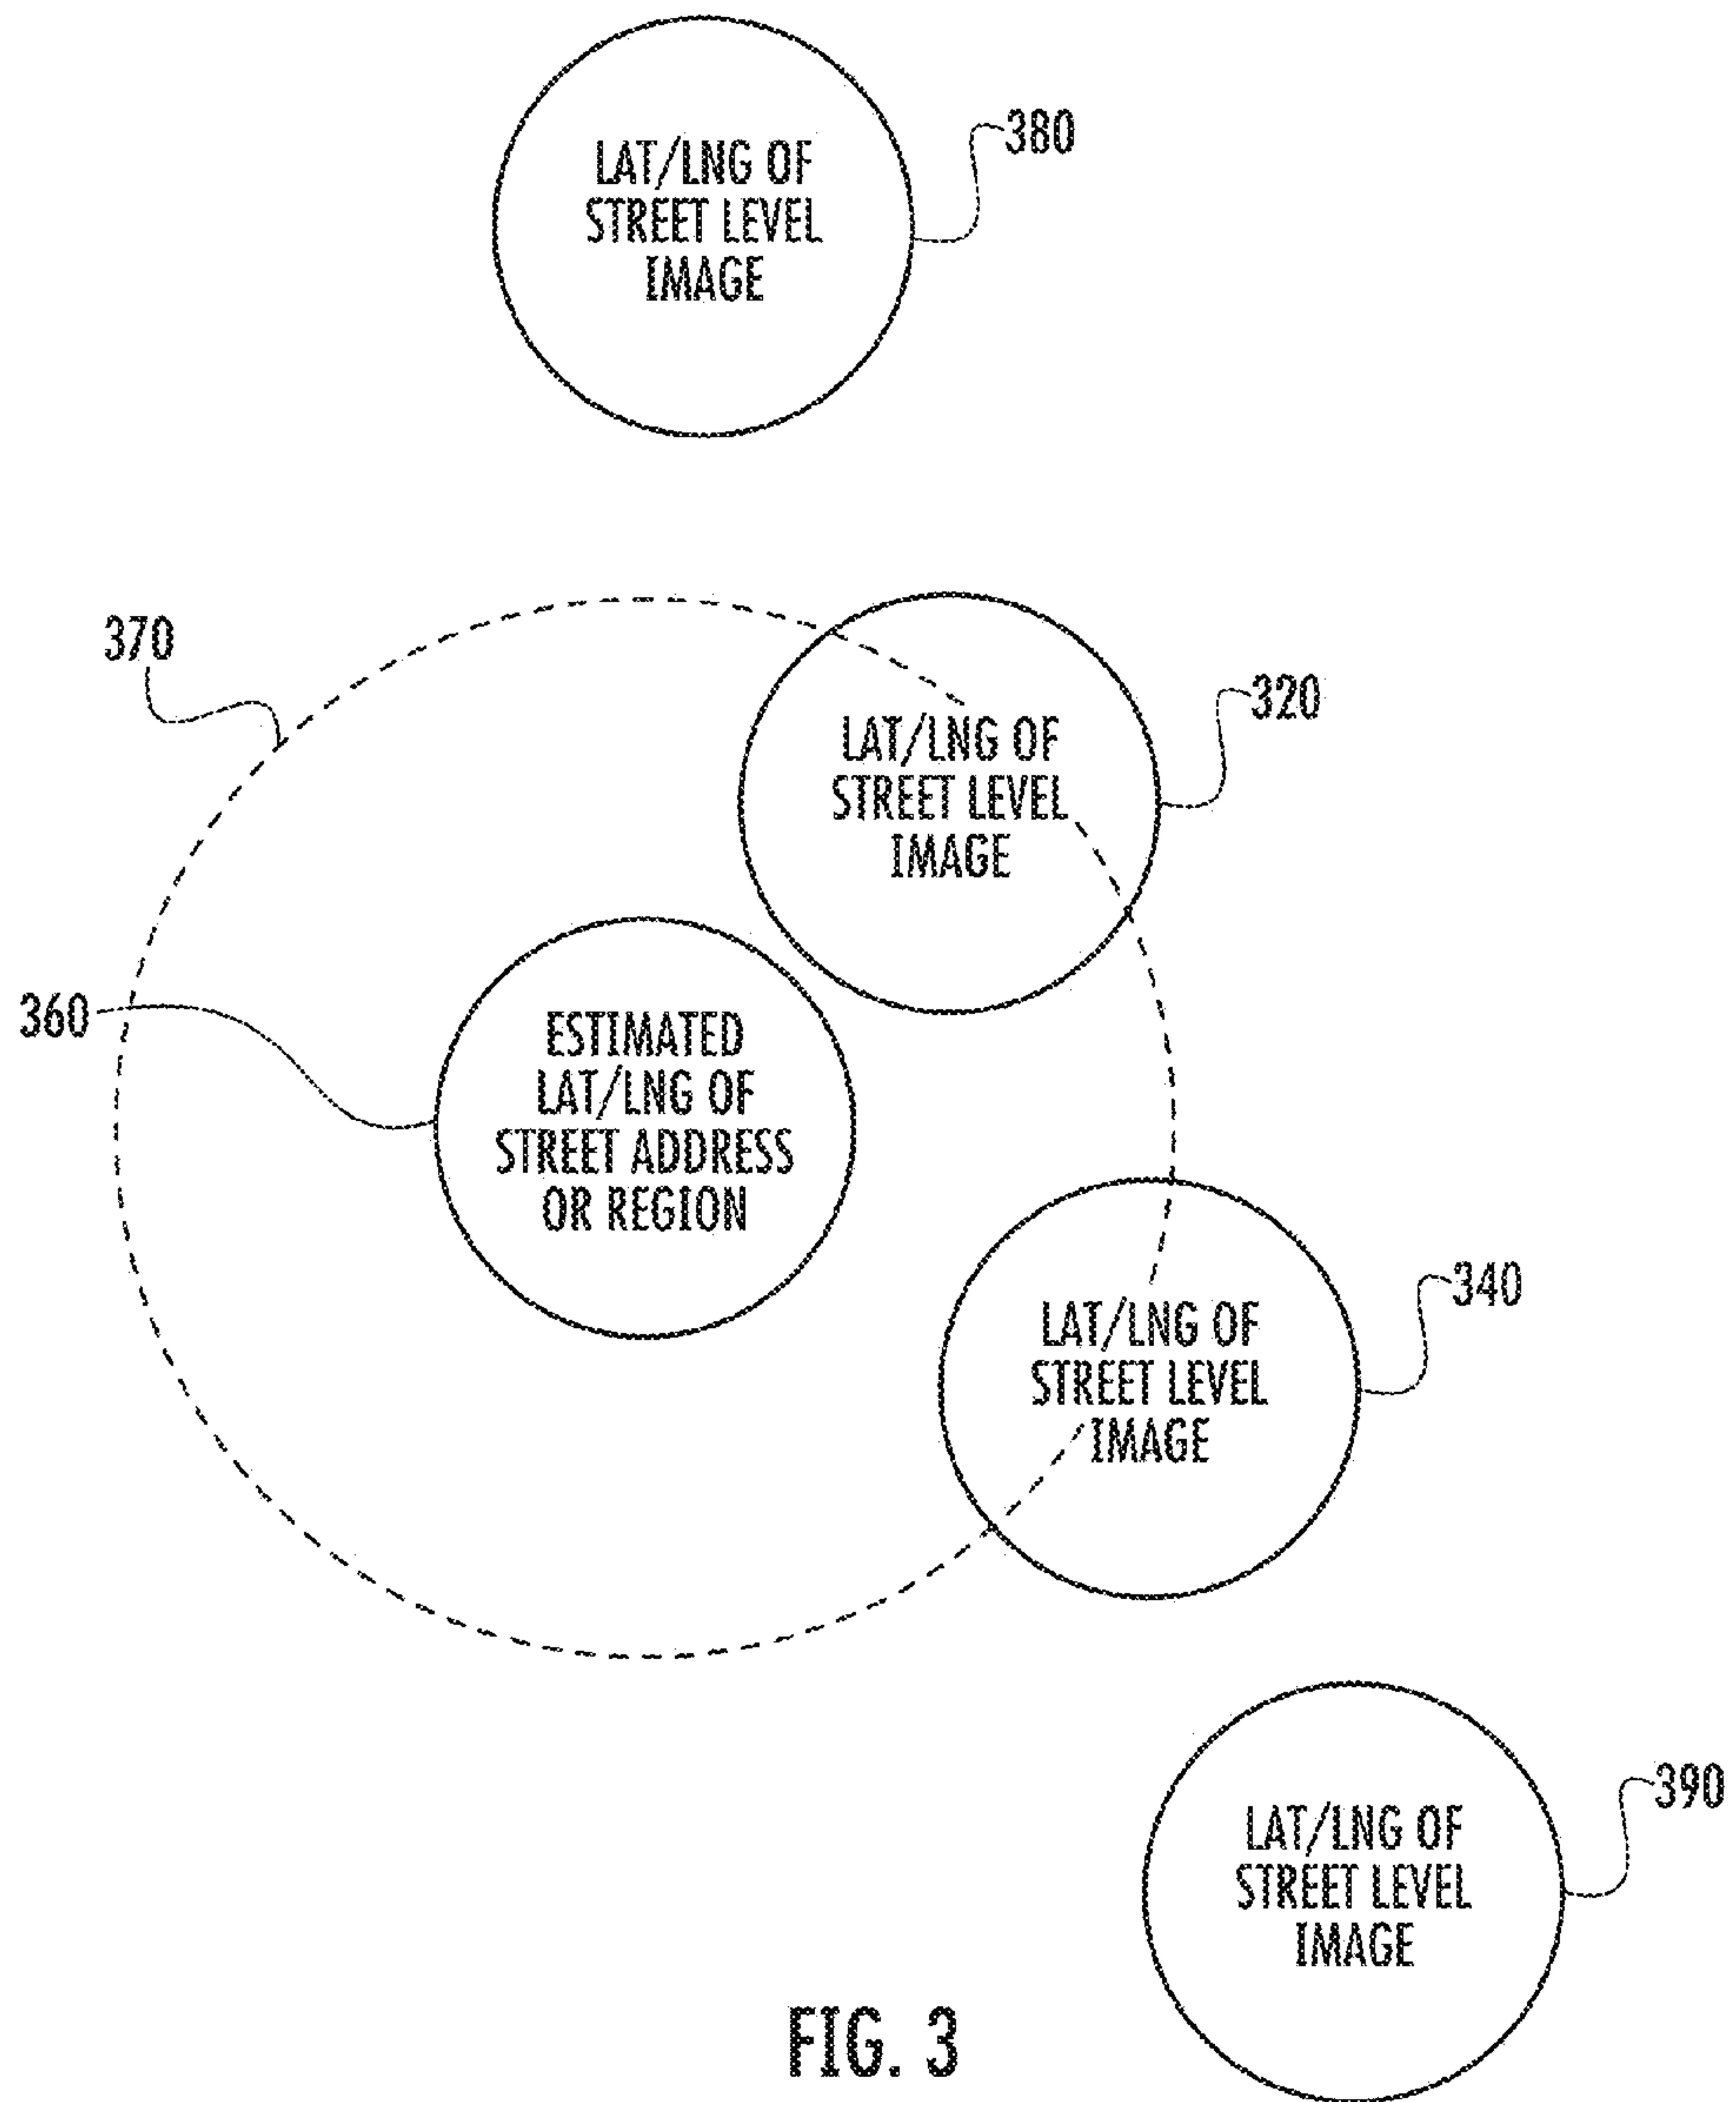 LAT/LNG OF
STREET LEVEL
IMAGE
380
370
LAT/LNG OF
STREET LEVEL
IMAGE
320
360
ESTIMATED
LAT/LNG OF
STREET ADDRESS
OR REGION
LAT/LNG OF
STREET LEVEL
IMAGE
340
LAT/LNG OF
STREET LEVEL
IMAGE
390
FIG. 3